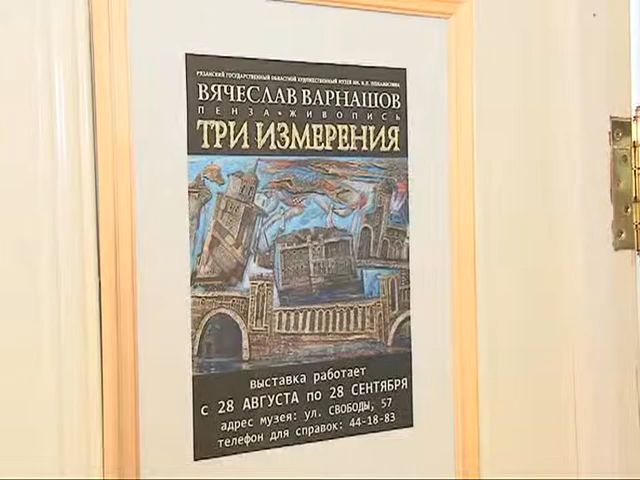 РЯЗАНСКИЙ ГОСУДАРСТВЕННЫЙ ОБЛАСТНОЙ ХУДОЖЕСТВЕННЫЙ МУЗЕЙ ИМ. И.П. ПОЖАЛОСТИНА
ВЯЧЕСЛАВ ВАРНАШОВ
ПЕНЗА•ЖИВОПИСЬ
ТРИ ИЗМЕРЕНИЯ
выставка работает
С 28 АВГУСТА ПО 28 СЕНТЯБРЯ
адрес музея: ул. СВОБОДЫ, 57
телефон для справок: 44-18-83